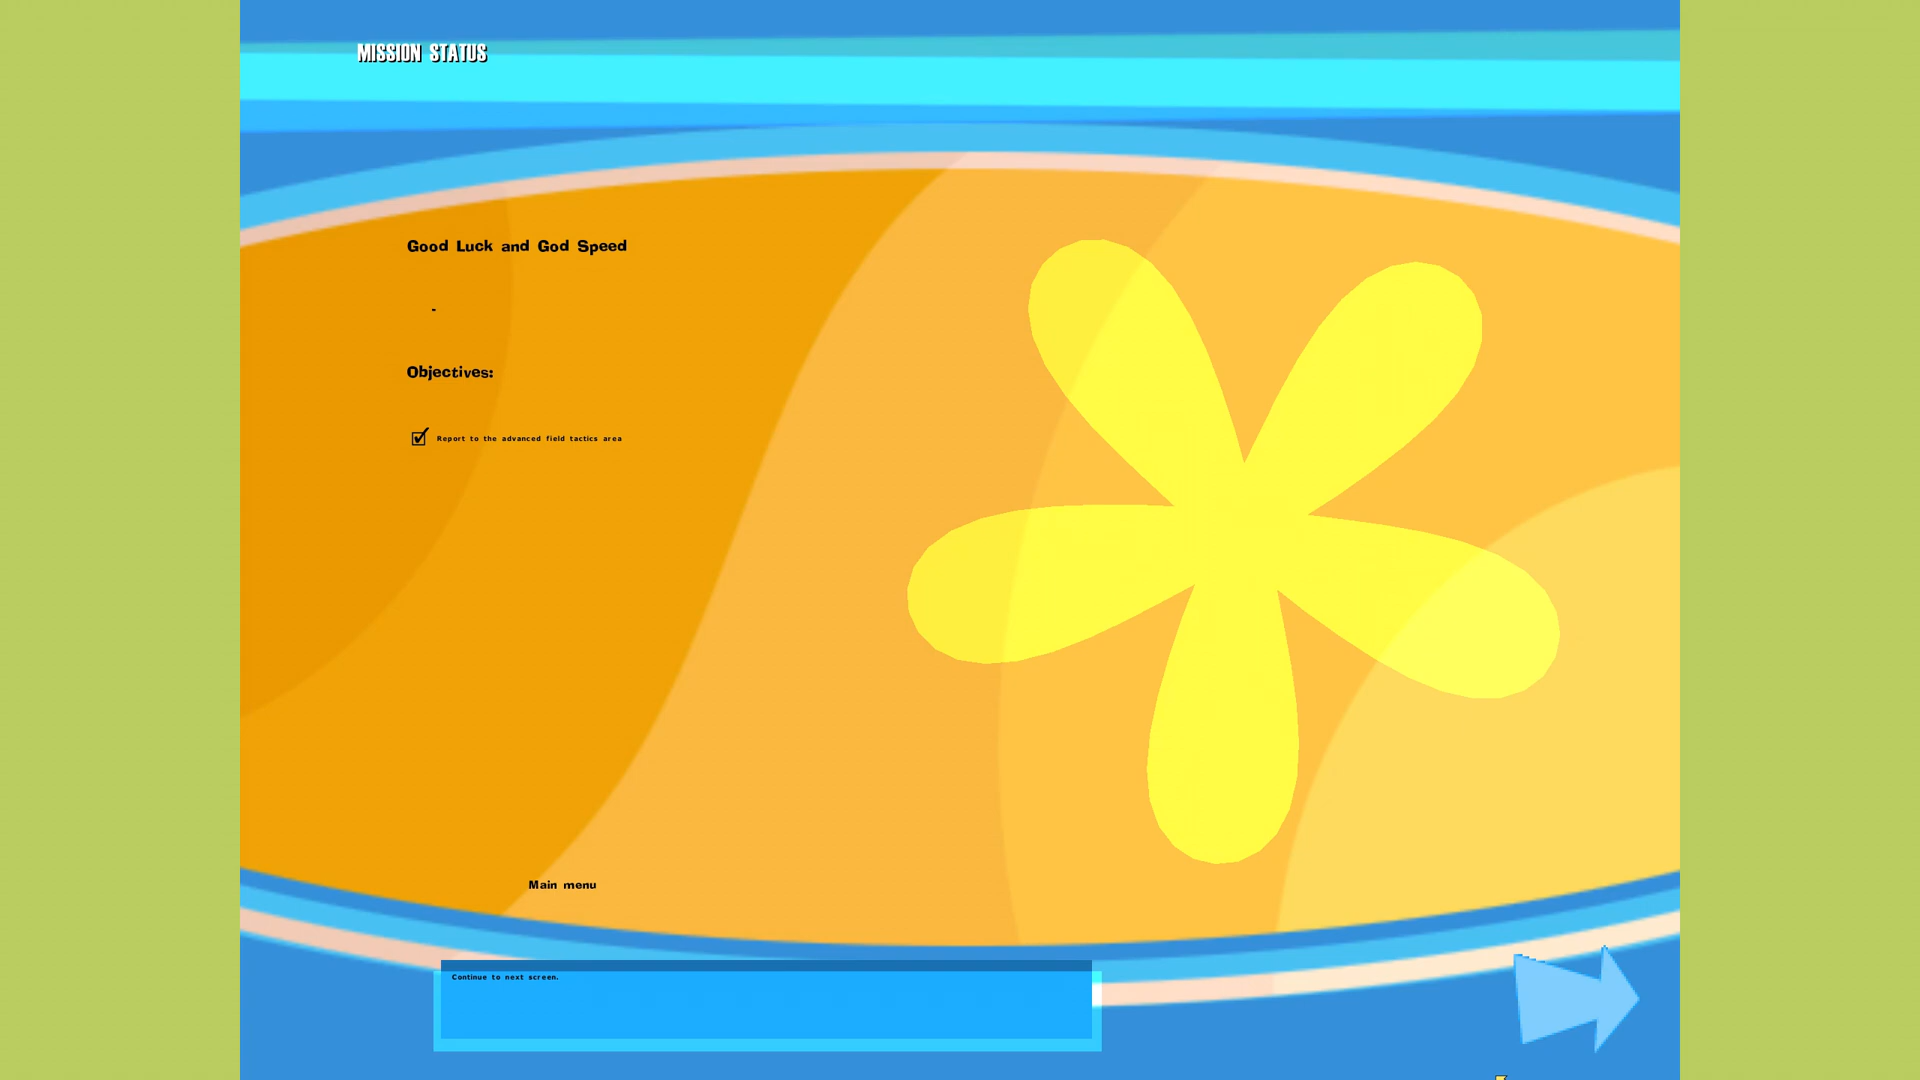 MISSION STATUS
Good Luck and God Speed
-
Objectives:
Report to the advanced field tactics area
Main menu
Continue to next screen.